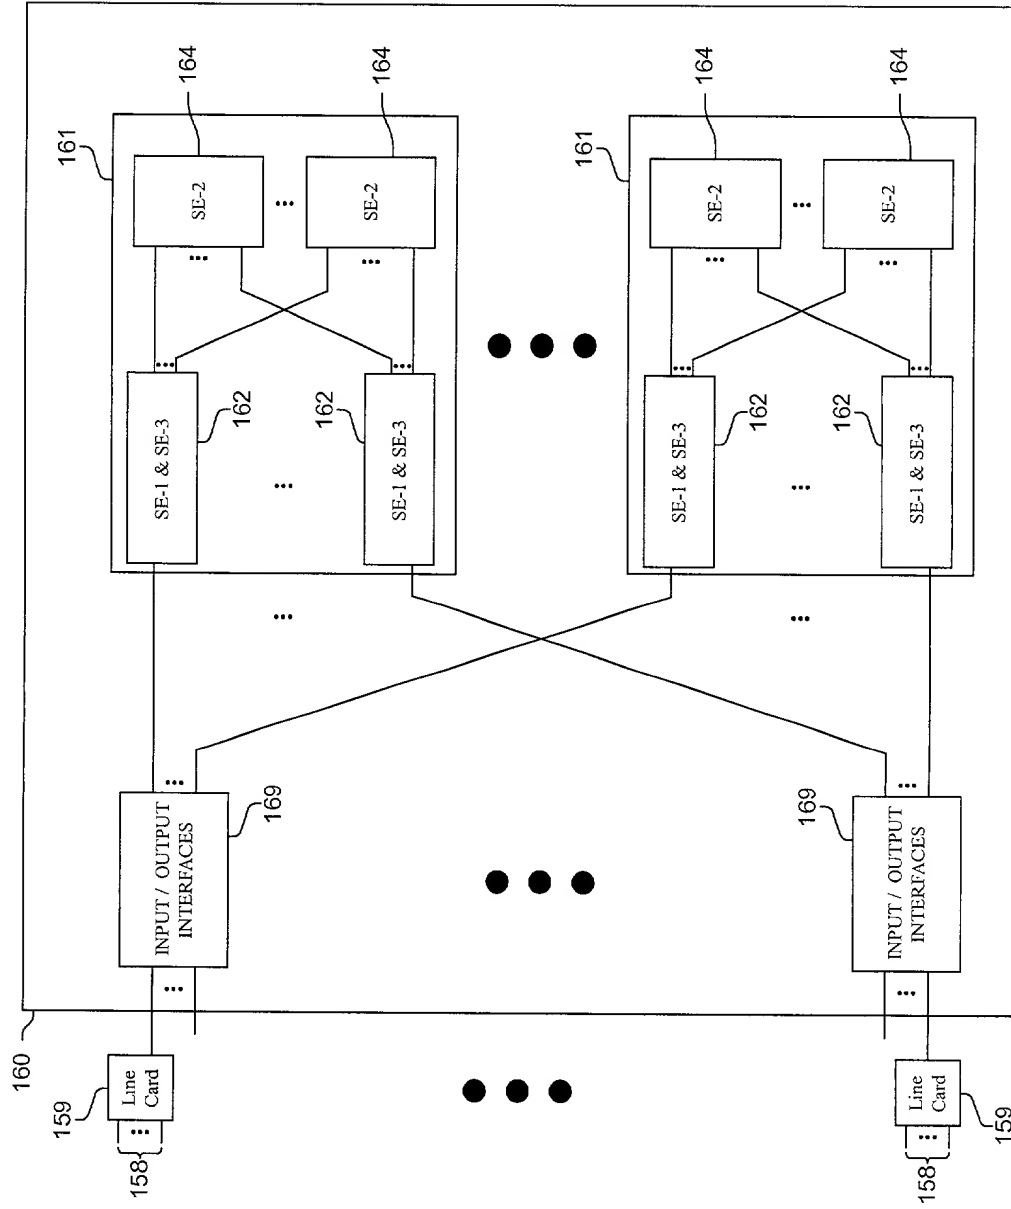 160
159
161
158
Line
Card
INPUT / OUTPUT
INTERFACES
SE-1 & SE-3
SE-2
164
169
162
162
SE-1 & SE-3
SE-2
164
161
SE-1 & SE-3
SE-2
164
162
169
162
INPUT / OUTPUT
INTERFACES
SE-1 & SE-3
SE-2
164
158
Line
Card
159